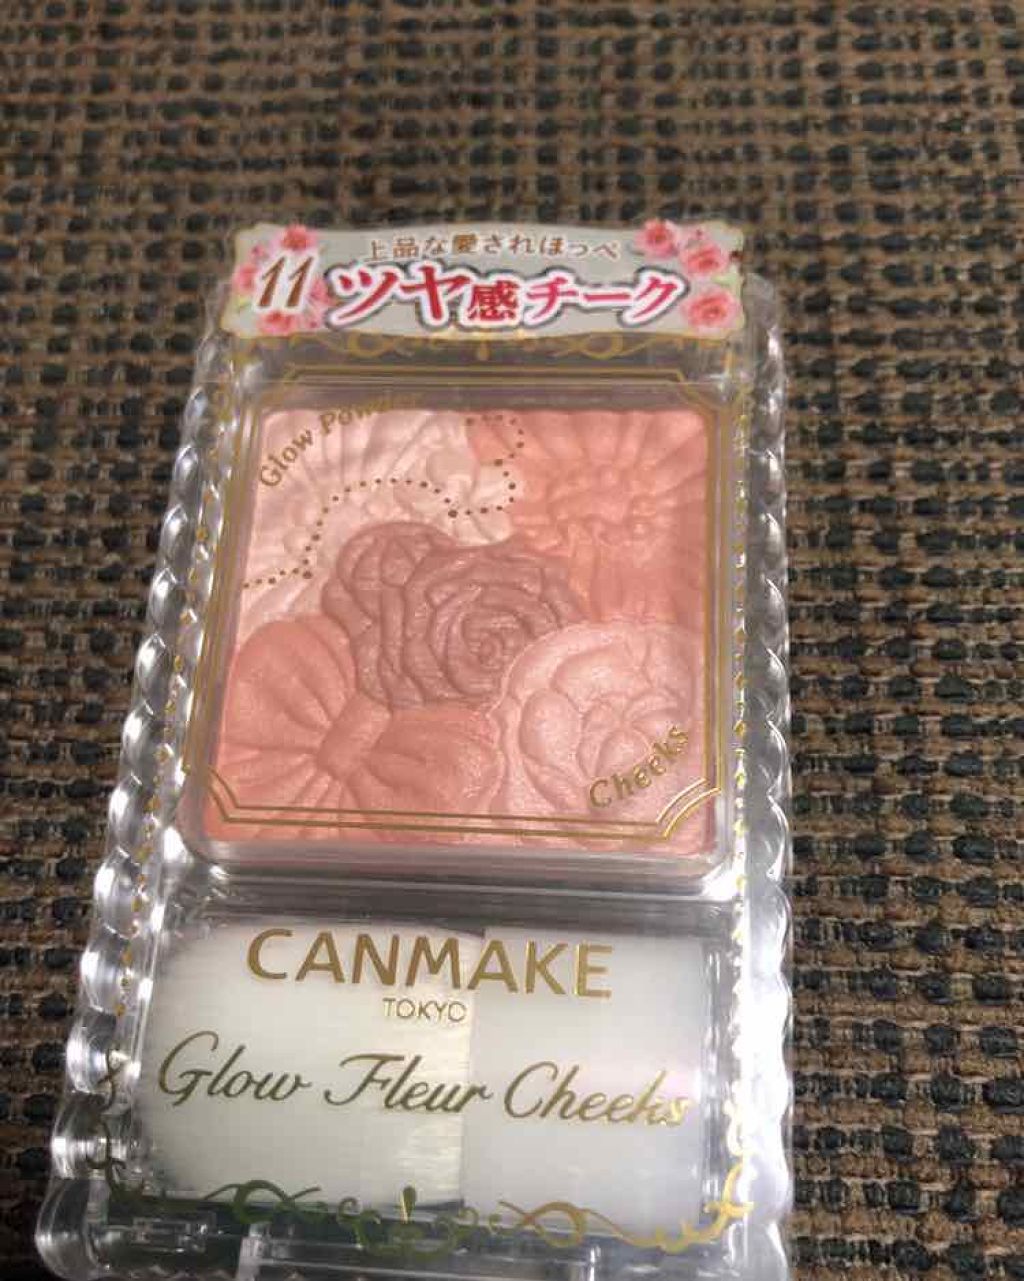 上品な愛されほっぺ
11 ツヤ感チーク
Glow Powder
Cheeks
CANMAKE
TOKYO
Glow Fleur Cheeks